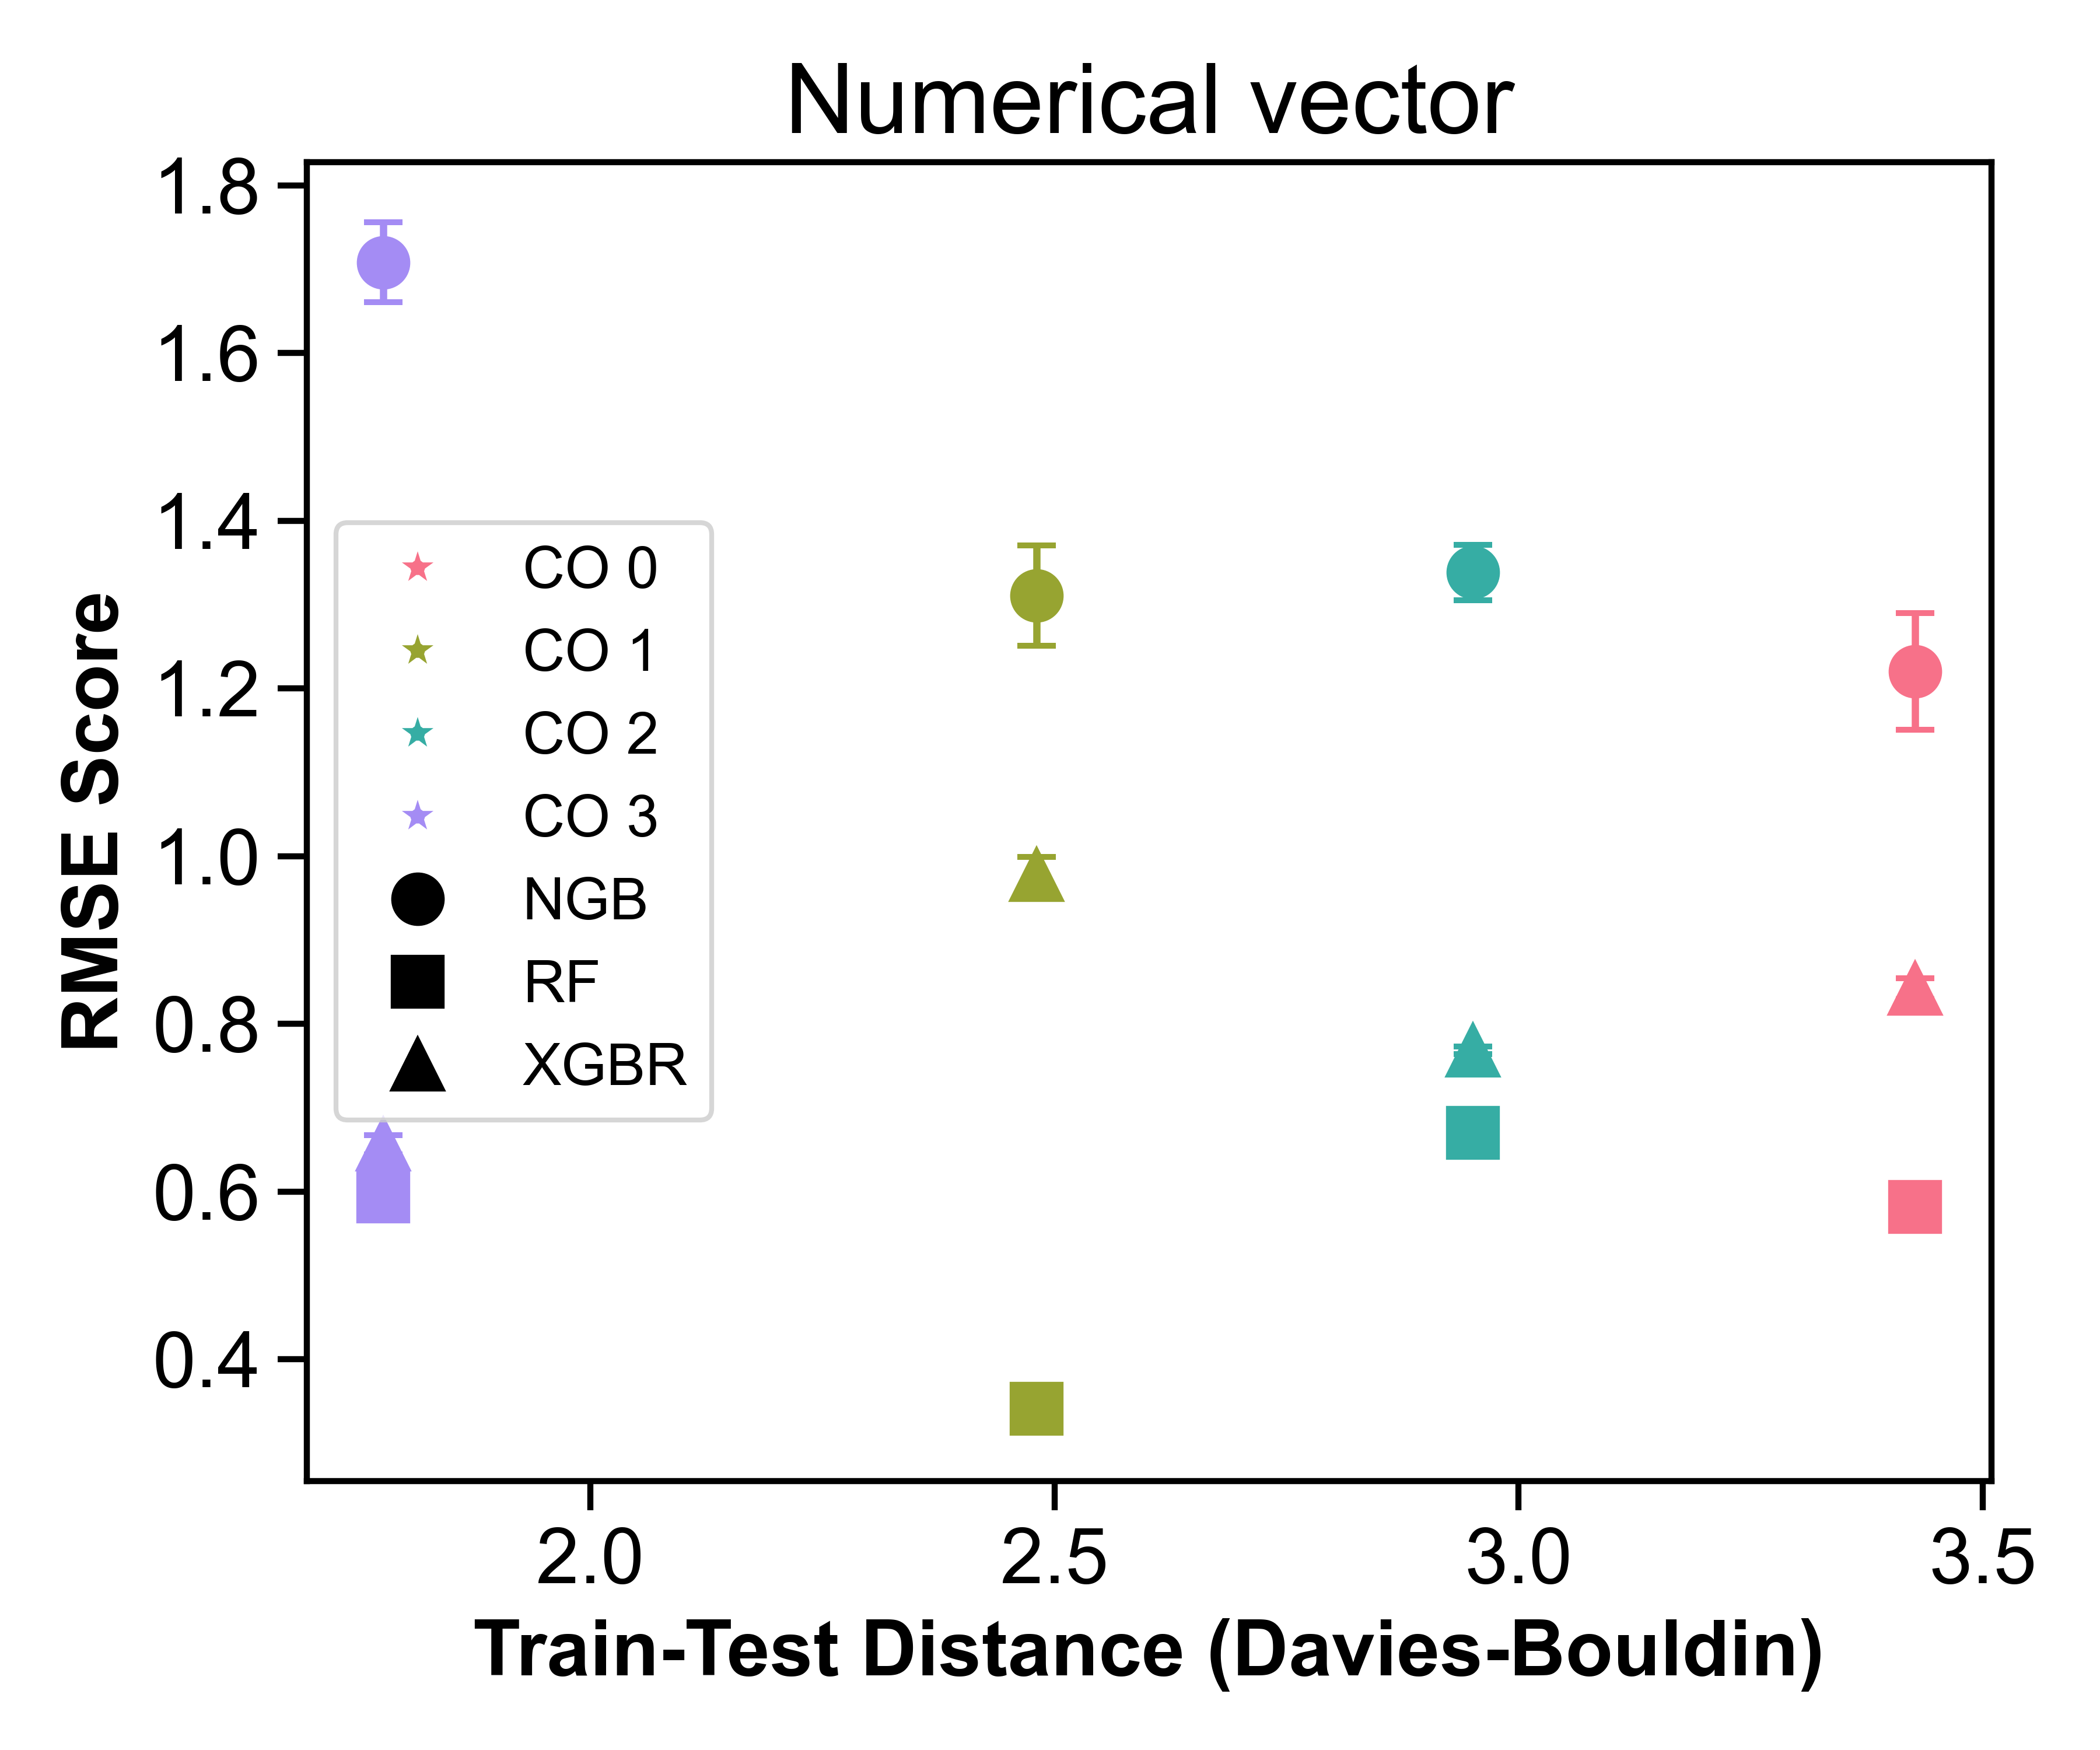 Numerical vector
1.8
1.6
1.4
1.2
1.0
0.8
0.6
0.4
RMSE Score
CO 0
CO 1
CO 2
CO 3
NGB
RF
XGBR
2.0 2.5 3.0 3.5
Train-Test Distance (Davies-Bouldin)